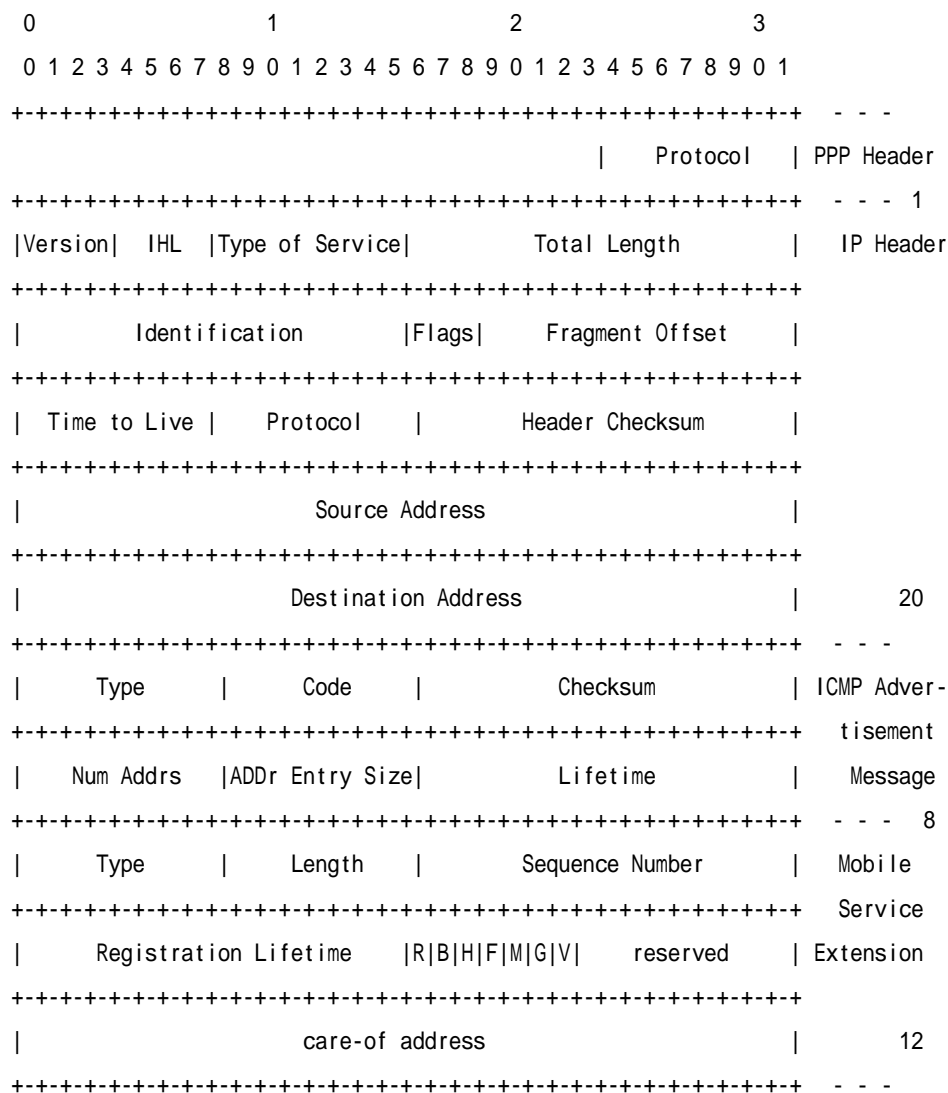 0                   1                   2                   3
0 1 2 3 4 5 6 7 8 9 0 1 2 3 4 5 6 7 8 9 0 1 2 3 4 5 6 7 8 9 0 1
+-+-+-+-+-+-+-+-+-+-+-+-+-+-+-+-+-+-+-+-+-+-+-+-+-+-+-+-+-+-+-+-+ - - -
| Protocol | PPP Header
+-+-+-+-+-+-+-+-+-+-+-+-+-+-+-+-+-+-+-+-+-+-+-+-+-+-+-+-+-+-+-+-+ - - - 1
|Version| IHL |Type of Service| Total Length | IP Header
+-+-+-+-+-+-+-+-+-+-+-+-+-+-+-+-+-+-+-+-+-+-+-+-+-+-+-+-+-+-+-+-+
| Identification |Flags| Fragment Offset |
+-+-+-+-+-+-+-+-+-+-+-+-+-+-+-+-+-+-+-+-+-+-+-+-+-+-+-+-+-+-+-+-+
| Time to Live | Protocol | Header Checksum |
+-+-+-+-+-+-+-+-+-+-+-+-+-+-+-+-+-+-+-+-+-+-+-+-+-+-+-+-+-+-+-+-+
| Source Address |
+-+-+-+-+-+-+-+-+-+-+-+-+-+-+-+-+-+-+-+-+-+-+-+-+-+-+-+-+-+-+-+-+
| Destination Address | 20
+-+-+-+-+-+-+-+-+-+-+-+-+-+-+-+-+-+-+-+-+-+-+-+-+-+-+-+-+-+-+-+-+ - - -
| Type | Code | Checksum | ICMP Adver-
+-+-+-+-+-+-+-+-+-+-+-+-+-+-+-+-+-+-+-+-+-+-+-+-+-+-+-+-+-+-+-+-+ tisement
| Num Addrs |ADDr Entry Size| Lifetime | Message
+-+-+-+-+-+-+-+-+-+-+-+-+-+-+-+-+-+-+-+-+-+-+-+-+-+-+-+-+-+-+-+-+ - - - 8
| Type | Length | Sequence Number | Mobile
+-+-+-+-+-+-+-+-+-+-+-+-+-+-+-+-+-+-+-+-+-+-+-+-+-+-+-+-+-+-+-+-+ Service
| Registration Lifetime |R|B|H|F|M|G|V| reserved | Extension
+-+-+-+-+-+-+-+-+-+-+-+-+-+-+-+-+-+-+-+-+-+-+-+-+-+-+-+-+-+-+-+-+
| care-of address | 12
+-+-+-+-+-+-+-+-+-+-+-+-+-+-+-+-+-+-+-+-+-+-+-+-+-+-+-+-+-+-+-+-+ - - -